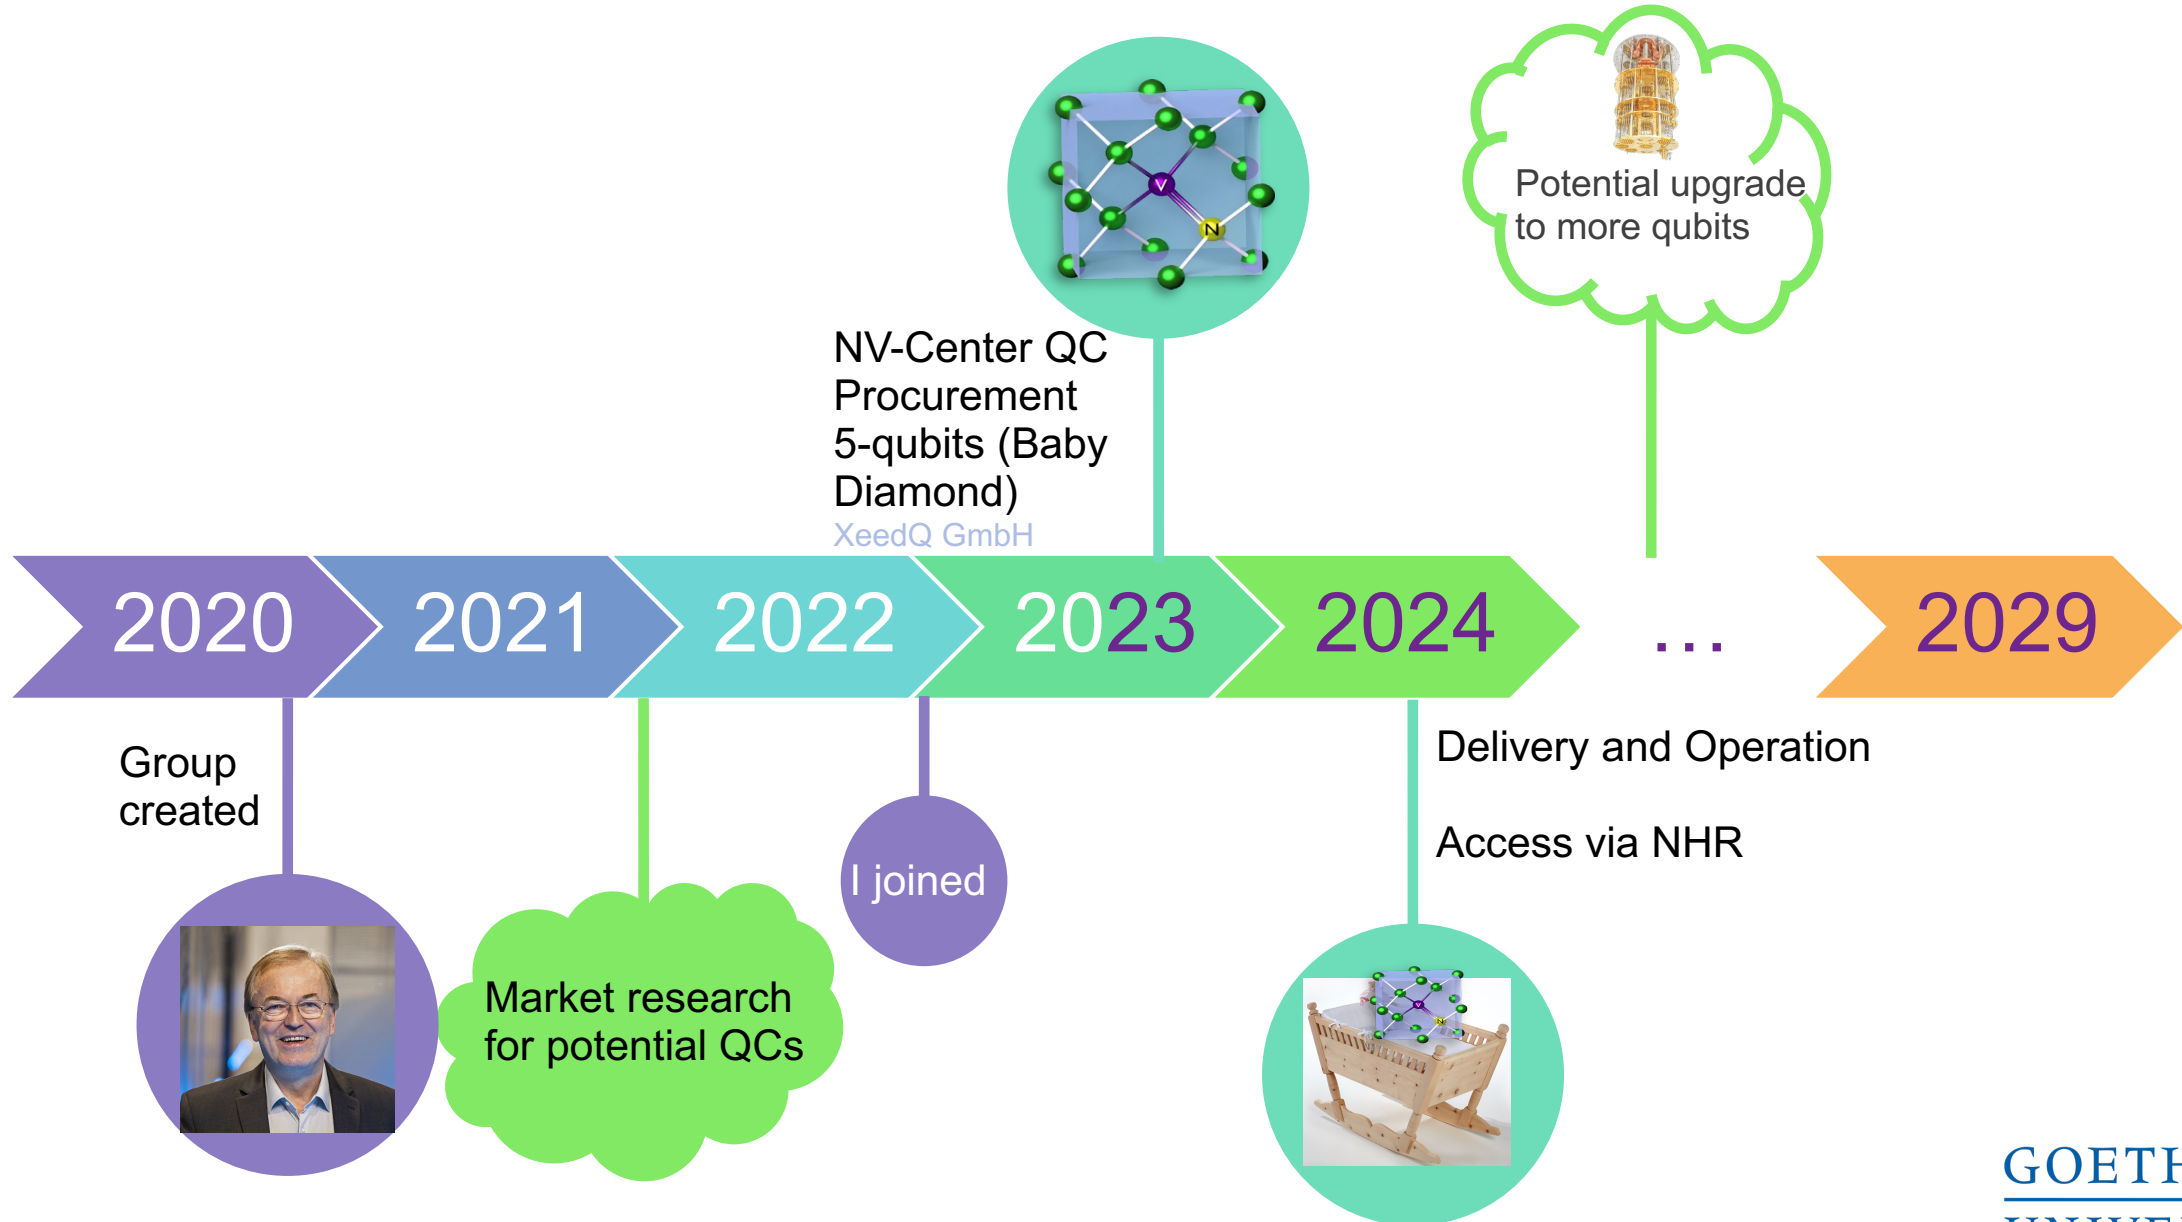 Potential upgrade
to more qubits
V
N
NV-Center QC
Procurement
5-qubits (Baby
Diamond)
XeedQ GmbH
2020
2021
2022
2023
2024
...
2029
Group
created
Market research
for potential QCs
I joined
Delivery and Operation
Access via NHR
V
N
GOETH